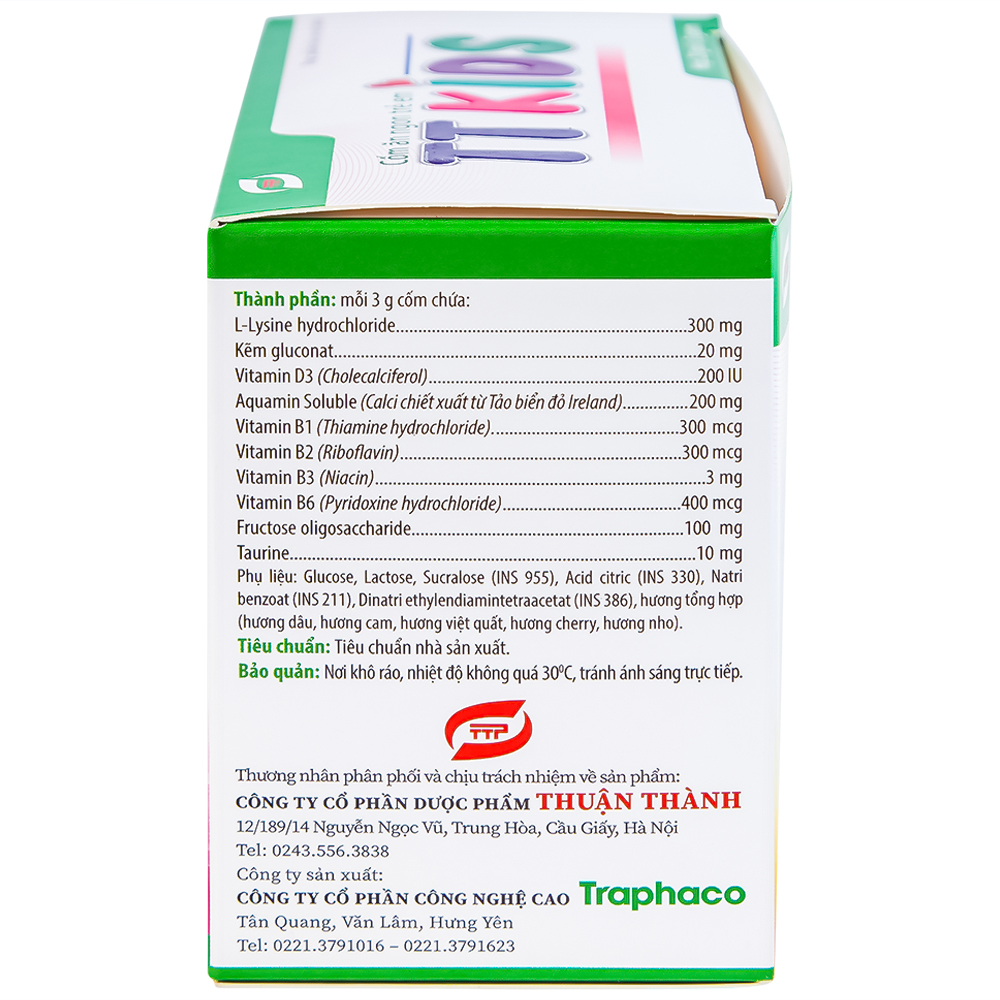 Cốm ăn ngon trẻ em
TT KIDS
Thành phần: mỗi 3 g cốm chứa:
L-Lysine hydrochloride..........300 mg
Kẽm gluconat..........20 mg
Vitamin D3 (Cholecalciferol)..........200 IU
Aquamin Soluble (Calci chiết xuất từ Tảo biển đỏ Ireland)..........200 mg
Vitamin B1 (Thiamine hydrochloride)..........300 mcg
Vitamin B2 (Riboflavin)..........300 mcg
Vitamin B3 (Niacin)..........3 mg
Vitamin B6 (Pyridoxine hydrochloride)..........400 mcg
Fructose oligosaccharide..........100 mg
Taurine..........10 mg
Phụ liệu: Glucose, Lactose, Sucralose (INS 955), Acid citric (INS 330), Natri
benzoat (INS 211), Dinatri ethylendiamintetraacetat (INS 386), hương tổng hợp
(hương dâu, hương cam, hương việt quất, hương cherry, hương nho).
Tiêu chuẩn: Tiêu chuẩn nhà sản xuất.
Bảo quản: Nơi khô ráo, nhiệt độ không quá 30⁰C, tránh ánh sáng trực tiếp.
TTP
Thương nhân phân phối và chịu trách nhiệm về sản phẩm:
CÔNG TY CỔ PHẦN DƯỢC PHẨM THUẬN THÀNH
12/189/14 Nguyễn Ngọc Vũ, Trung Hòa, Cầu Giấy, Hà Nội
Tel: 0243.556.3838
Công ty sản xuất:
CÔNG TY CỔ PHẦN CÔNG NGHỆ CAO Traphaco
Tân Quang, Văn Lâm, Hưng Yên
Tel: 0221.3791016 – 0221.3791623